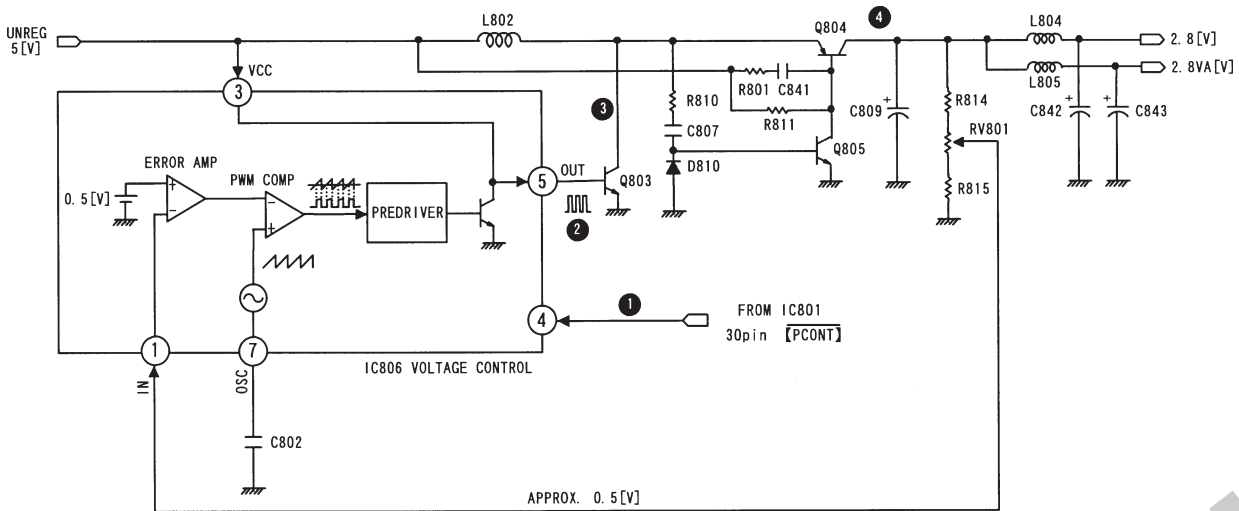 UNREG
5[V]
L802
Q804
4
L804
2.8[V]
L805
2.8VA[V]
VCC
3
R801
C841
R810
R811
3
C807
C809
R814
RV801
C842
C843
D810
Q805
R815
ERROR AMP
PWM COMP
OUT
5
Q803
0.5[V]
+
-
-
+
PREDRIVER
2
1
4
FROM IC801
30pin 【PCONT】
1
7
IC806 VOLTAGE CONTROL
IN
OSC
C802
APPROX. 0.5[V]